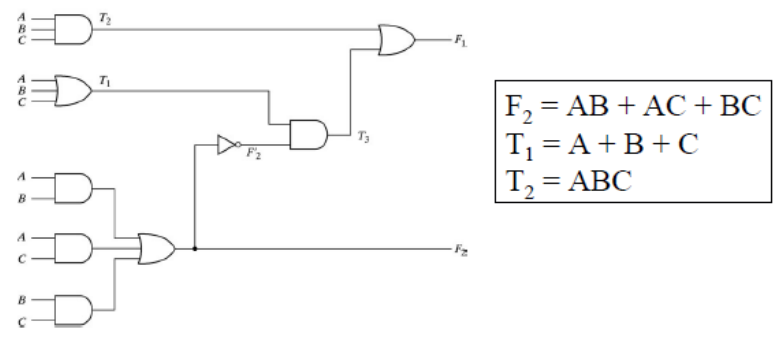 A
B
C
T₂
F₁
A
B
C
T₁
T₃
F'₂
A
B
A
C
F₂
B
C
F₂ = AB + AC + BC
T₁ = A + B + C
T₂ = ABC